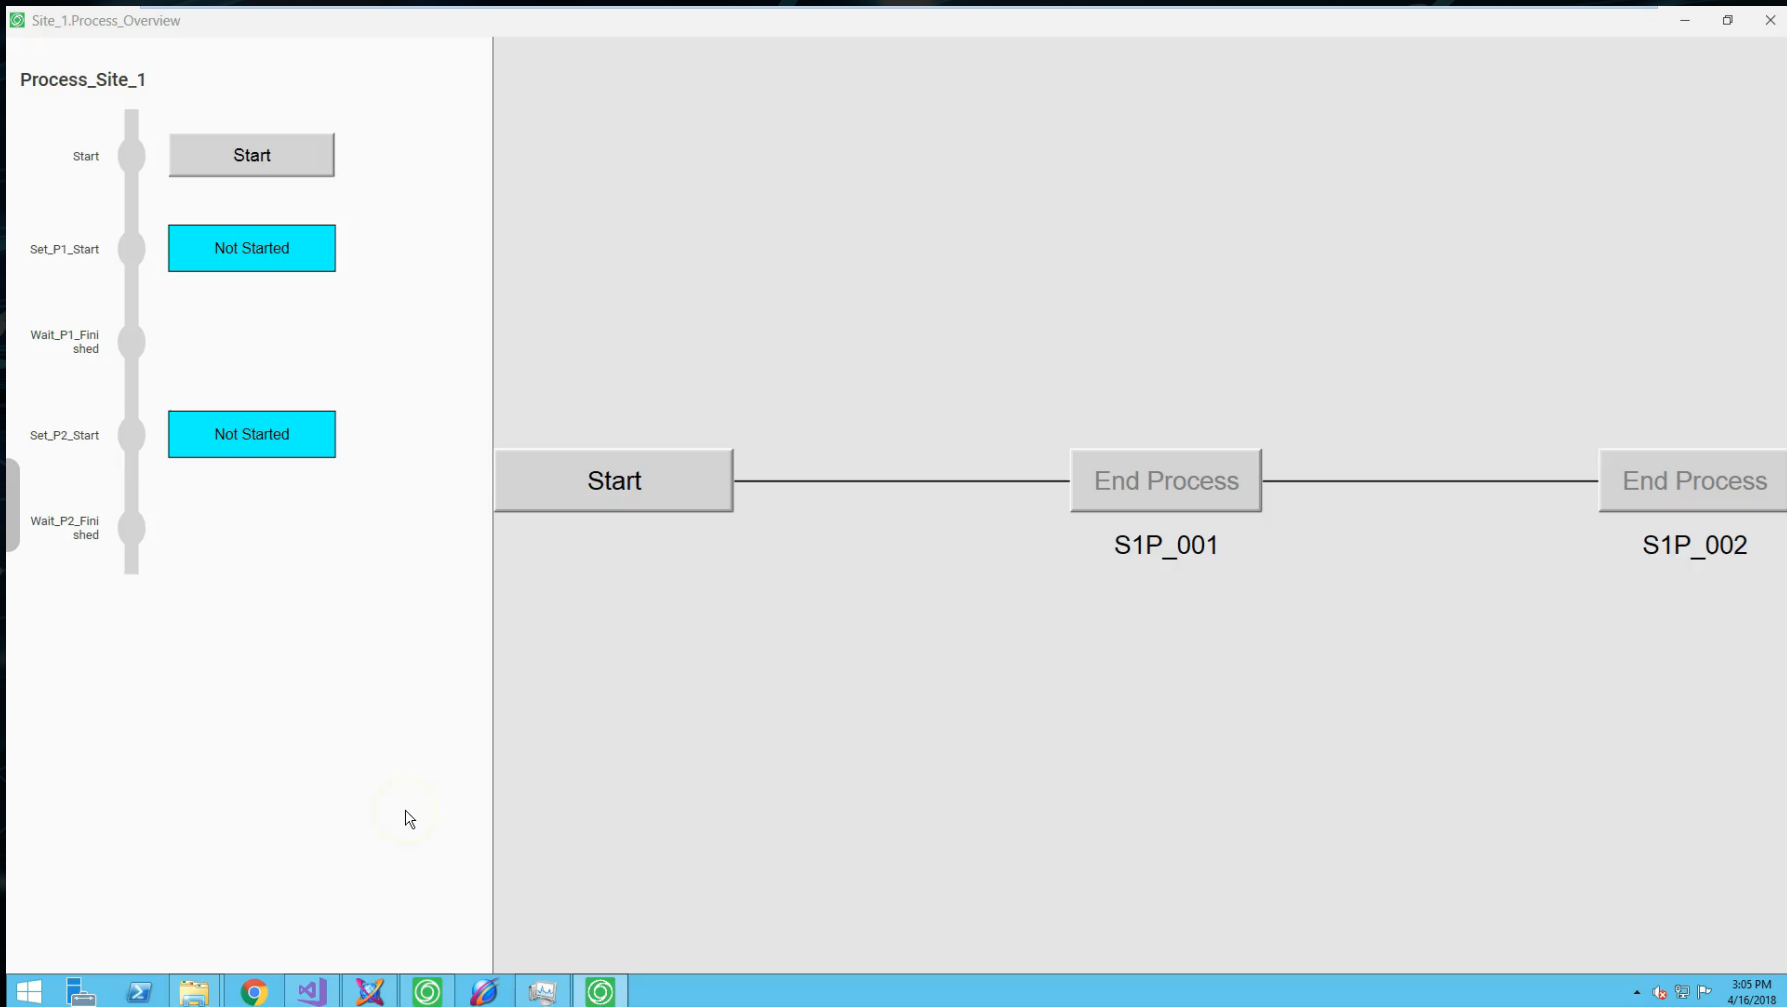 Site_1.Process_Overview
Process_Site_1
Start
Start
Set_P1_Start
Not Started
Wait_P1_Fini
shed
Set_P2_Start
Not Started
Wait_P2_Fini
shed
Start
End Process
End Process
S1P_001
S1P_002
3:05 PM
4/16/2018